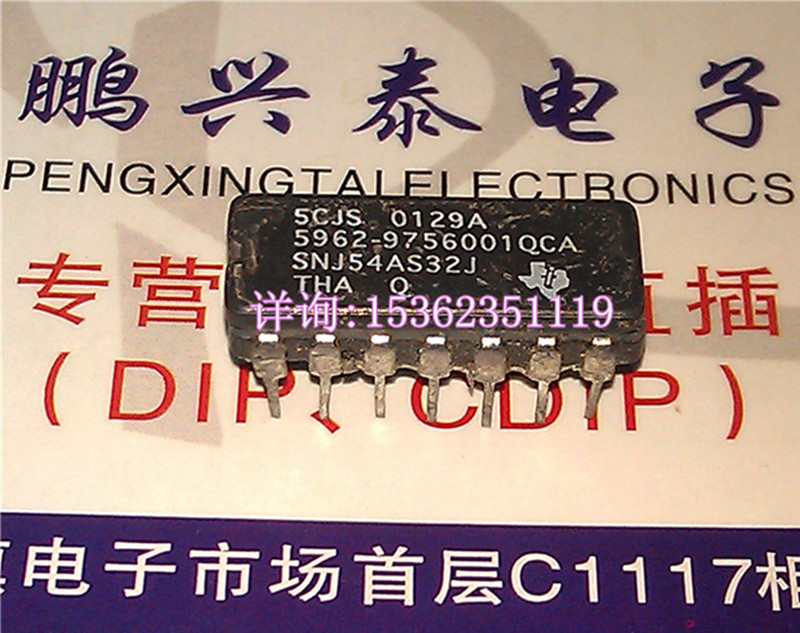 鹏兴泰电子
PENGXINGTAI ELECTRONICS
5CJS 0129A
5962-9756001QCA
SNJ54AS32J
THA Q
详询:15362351119
专营 直插
(DIP、CDIP)
电子市场首层C1117